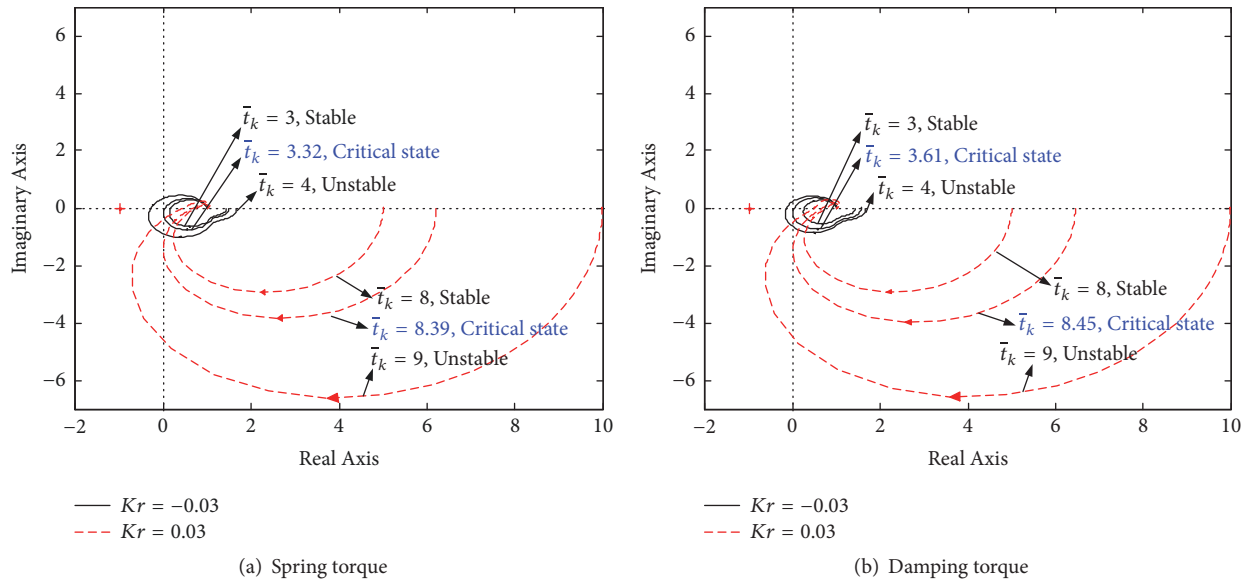 6
4
2
0
−2
−4
−6
Imaginary Axis
t̄k = 3, Stable
t̄k = 3.32, Critical state
t̄k = 4, Unstable
t̄k = 8, Stable
t̄k = 8.39, Critical state
t̄k = 9, Unstable
−2 0 2 4 6 8 10
Real Axis
Kr = −0.03
Kr = 0.03
(a) Spring torque
6
4
2
0
−2
−4
−6
Imaginary Axis
t̄k = 3, Stable
t̄k = 3.61, Critical state
t̄k = 4, Unstable
t̄k = 8, Stable
t̄k = 8.45, Critical state
t̄k = 9, Unstable
−2 0 2 4 6 8 10
Real Axis
Kr = −0.03
Kr = 0.03
(b) Damping torque